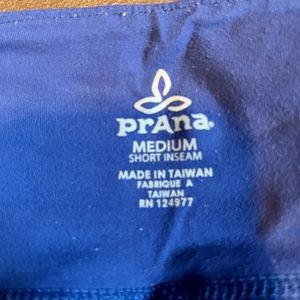 prAna
MEDIUM
SHORT INSEAM
MADE IN TAIWAN
FABRIQUE A
TAIWAN
RN 124977